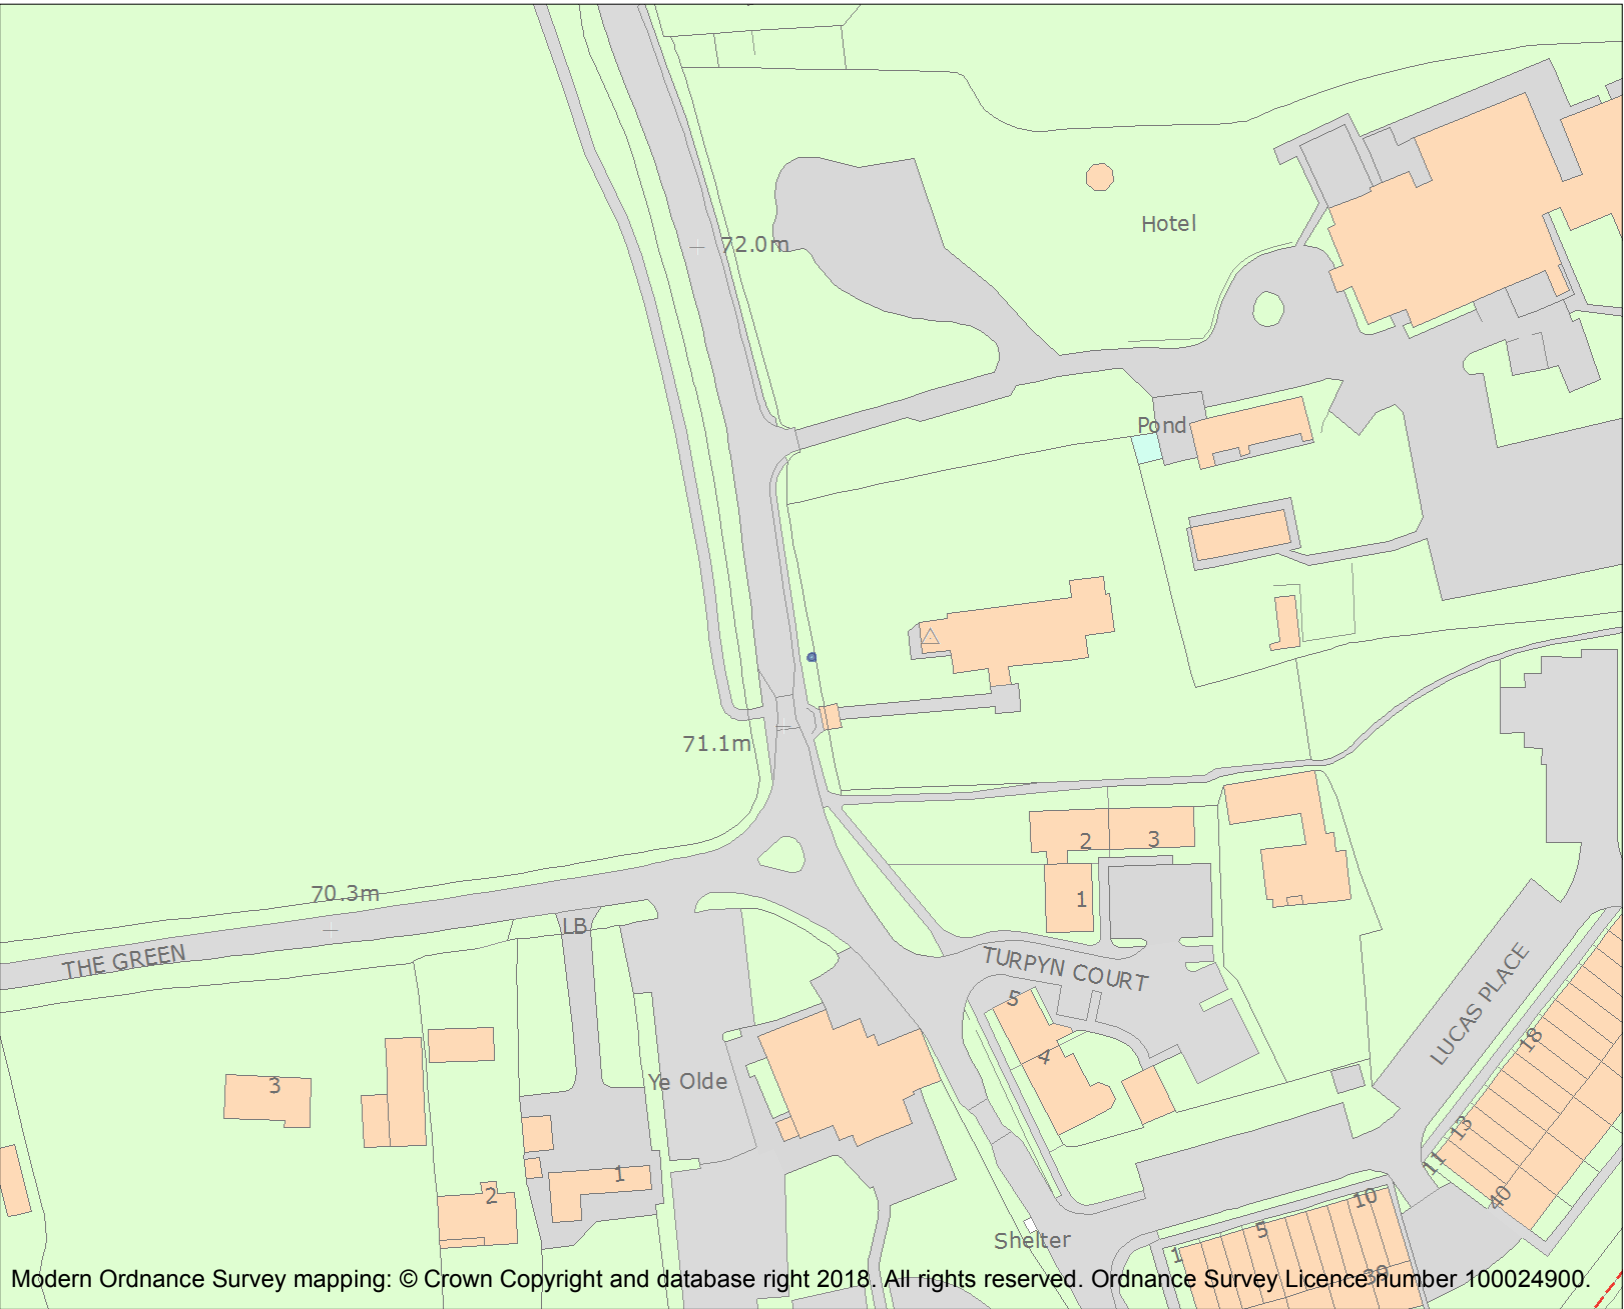 72.0m
Hotel
Pond
71.1m
2
3
1
70.3m
LB
THE GREEN
TURPYN COURT
5
4
LUCAS PLACE
18
13
11
40
3
Ye Olde
1
2
10
5
1
39
Shelter
Modern Ordnance Survey mapping: © Crown Copyright and database right 2018. All rights reserved. Ordnance Survey Licence number 100024900.